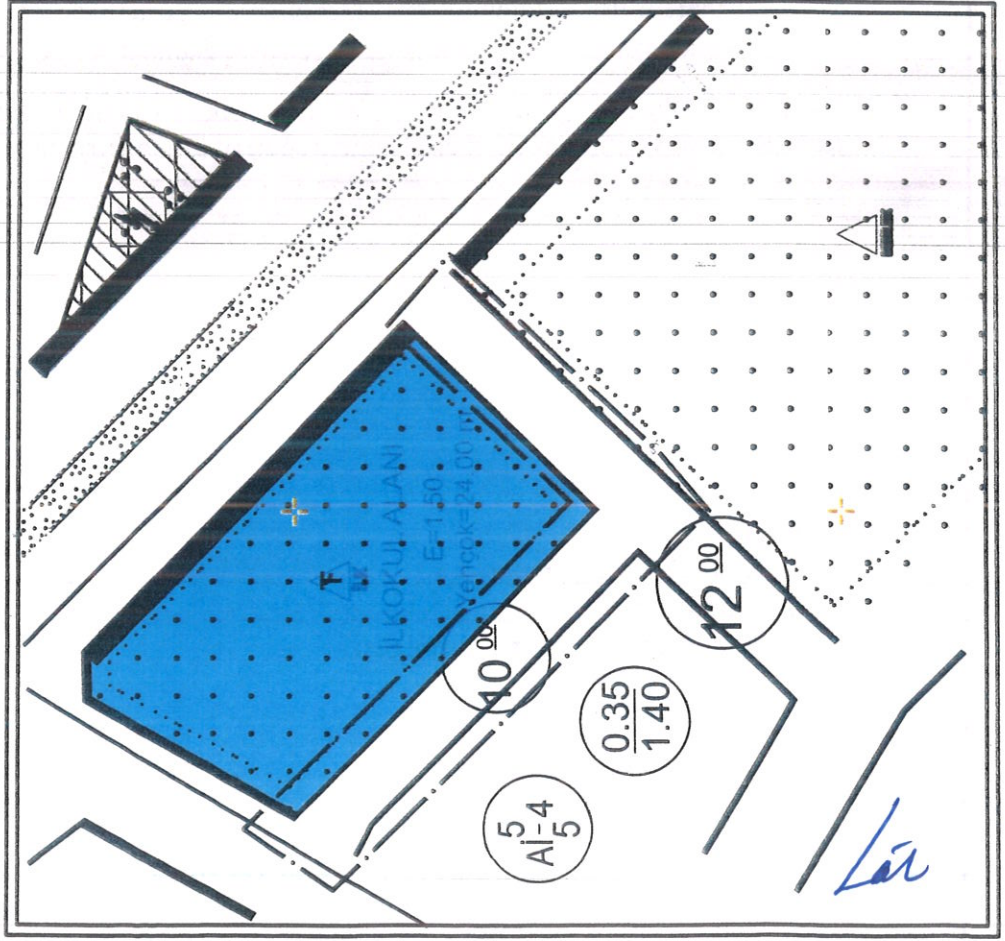 T
İLKOKUL ALANI
E=1.50
Yençok=24.00
10 00
12 00
0.35
1.40
5
Aİ-4
5